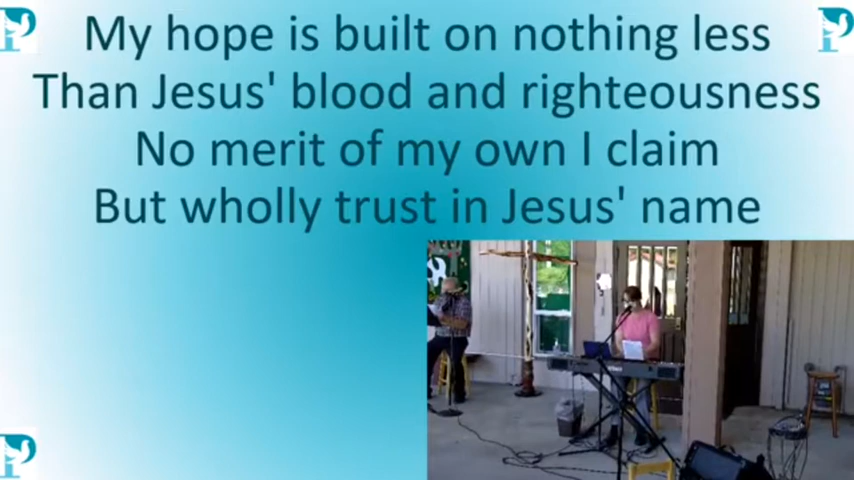 My hope is built on nothing less
Than Jesus' blood and righteousness
No merit of my own I claim
But wholly trust in Jesus' name